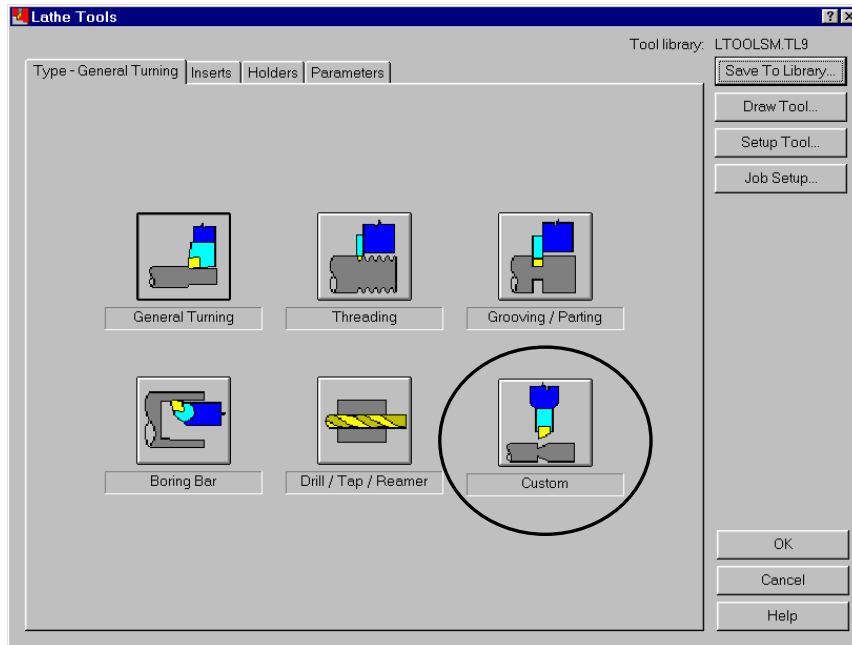 Lathe Tools
Tool library: LTOOLSM.TL9
Type - General Turning Inserts Holders Parameters
Save To Library...
Draw Tool...
Setup Tool...
Job Setup...
General Turning Threading Grooving / Parting
Boring Bar Drill / Tap / Reamer Custom
OK
Cancel
Help